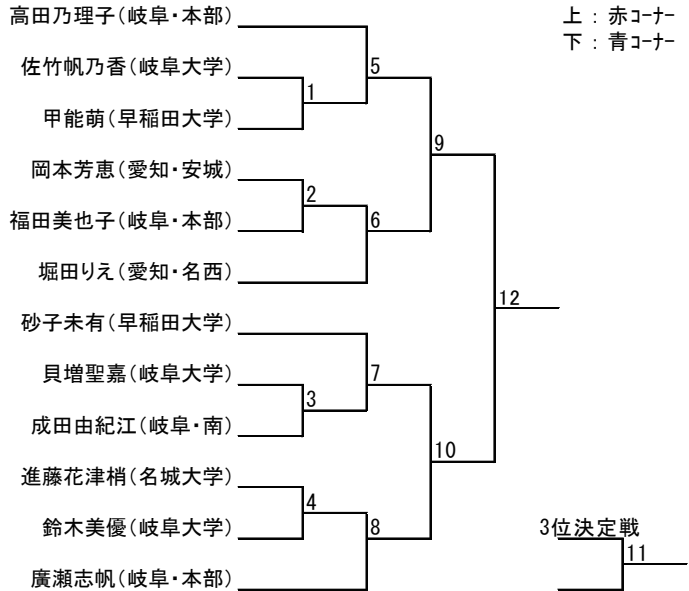 高田乃理子(岐阜・本部)
上 : 赤ｺｰﾅｰ
下 : 青ｺｰﾅｰ
佐竹帆乃香(岐阜大学)
5
1
甲能萌(早稲田大学)
9
岡本芳恵(愛知・安城)
2
福田美也子(岐阜・本部)
6
堀田りえ(愛知・名西)
12
砂子未有(早稲田大学)
貝増聖嘉(岐阜大学)
7
3
成田由紀江(岐阜・南)
10
進藤花津梢(名城大学)
4
鈴木美優(岐阜大学)
8
3位決定戦
11
廣瀬志帆(岐阜・本部)